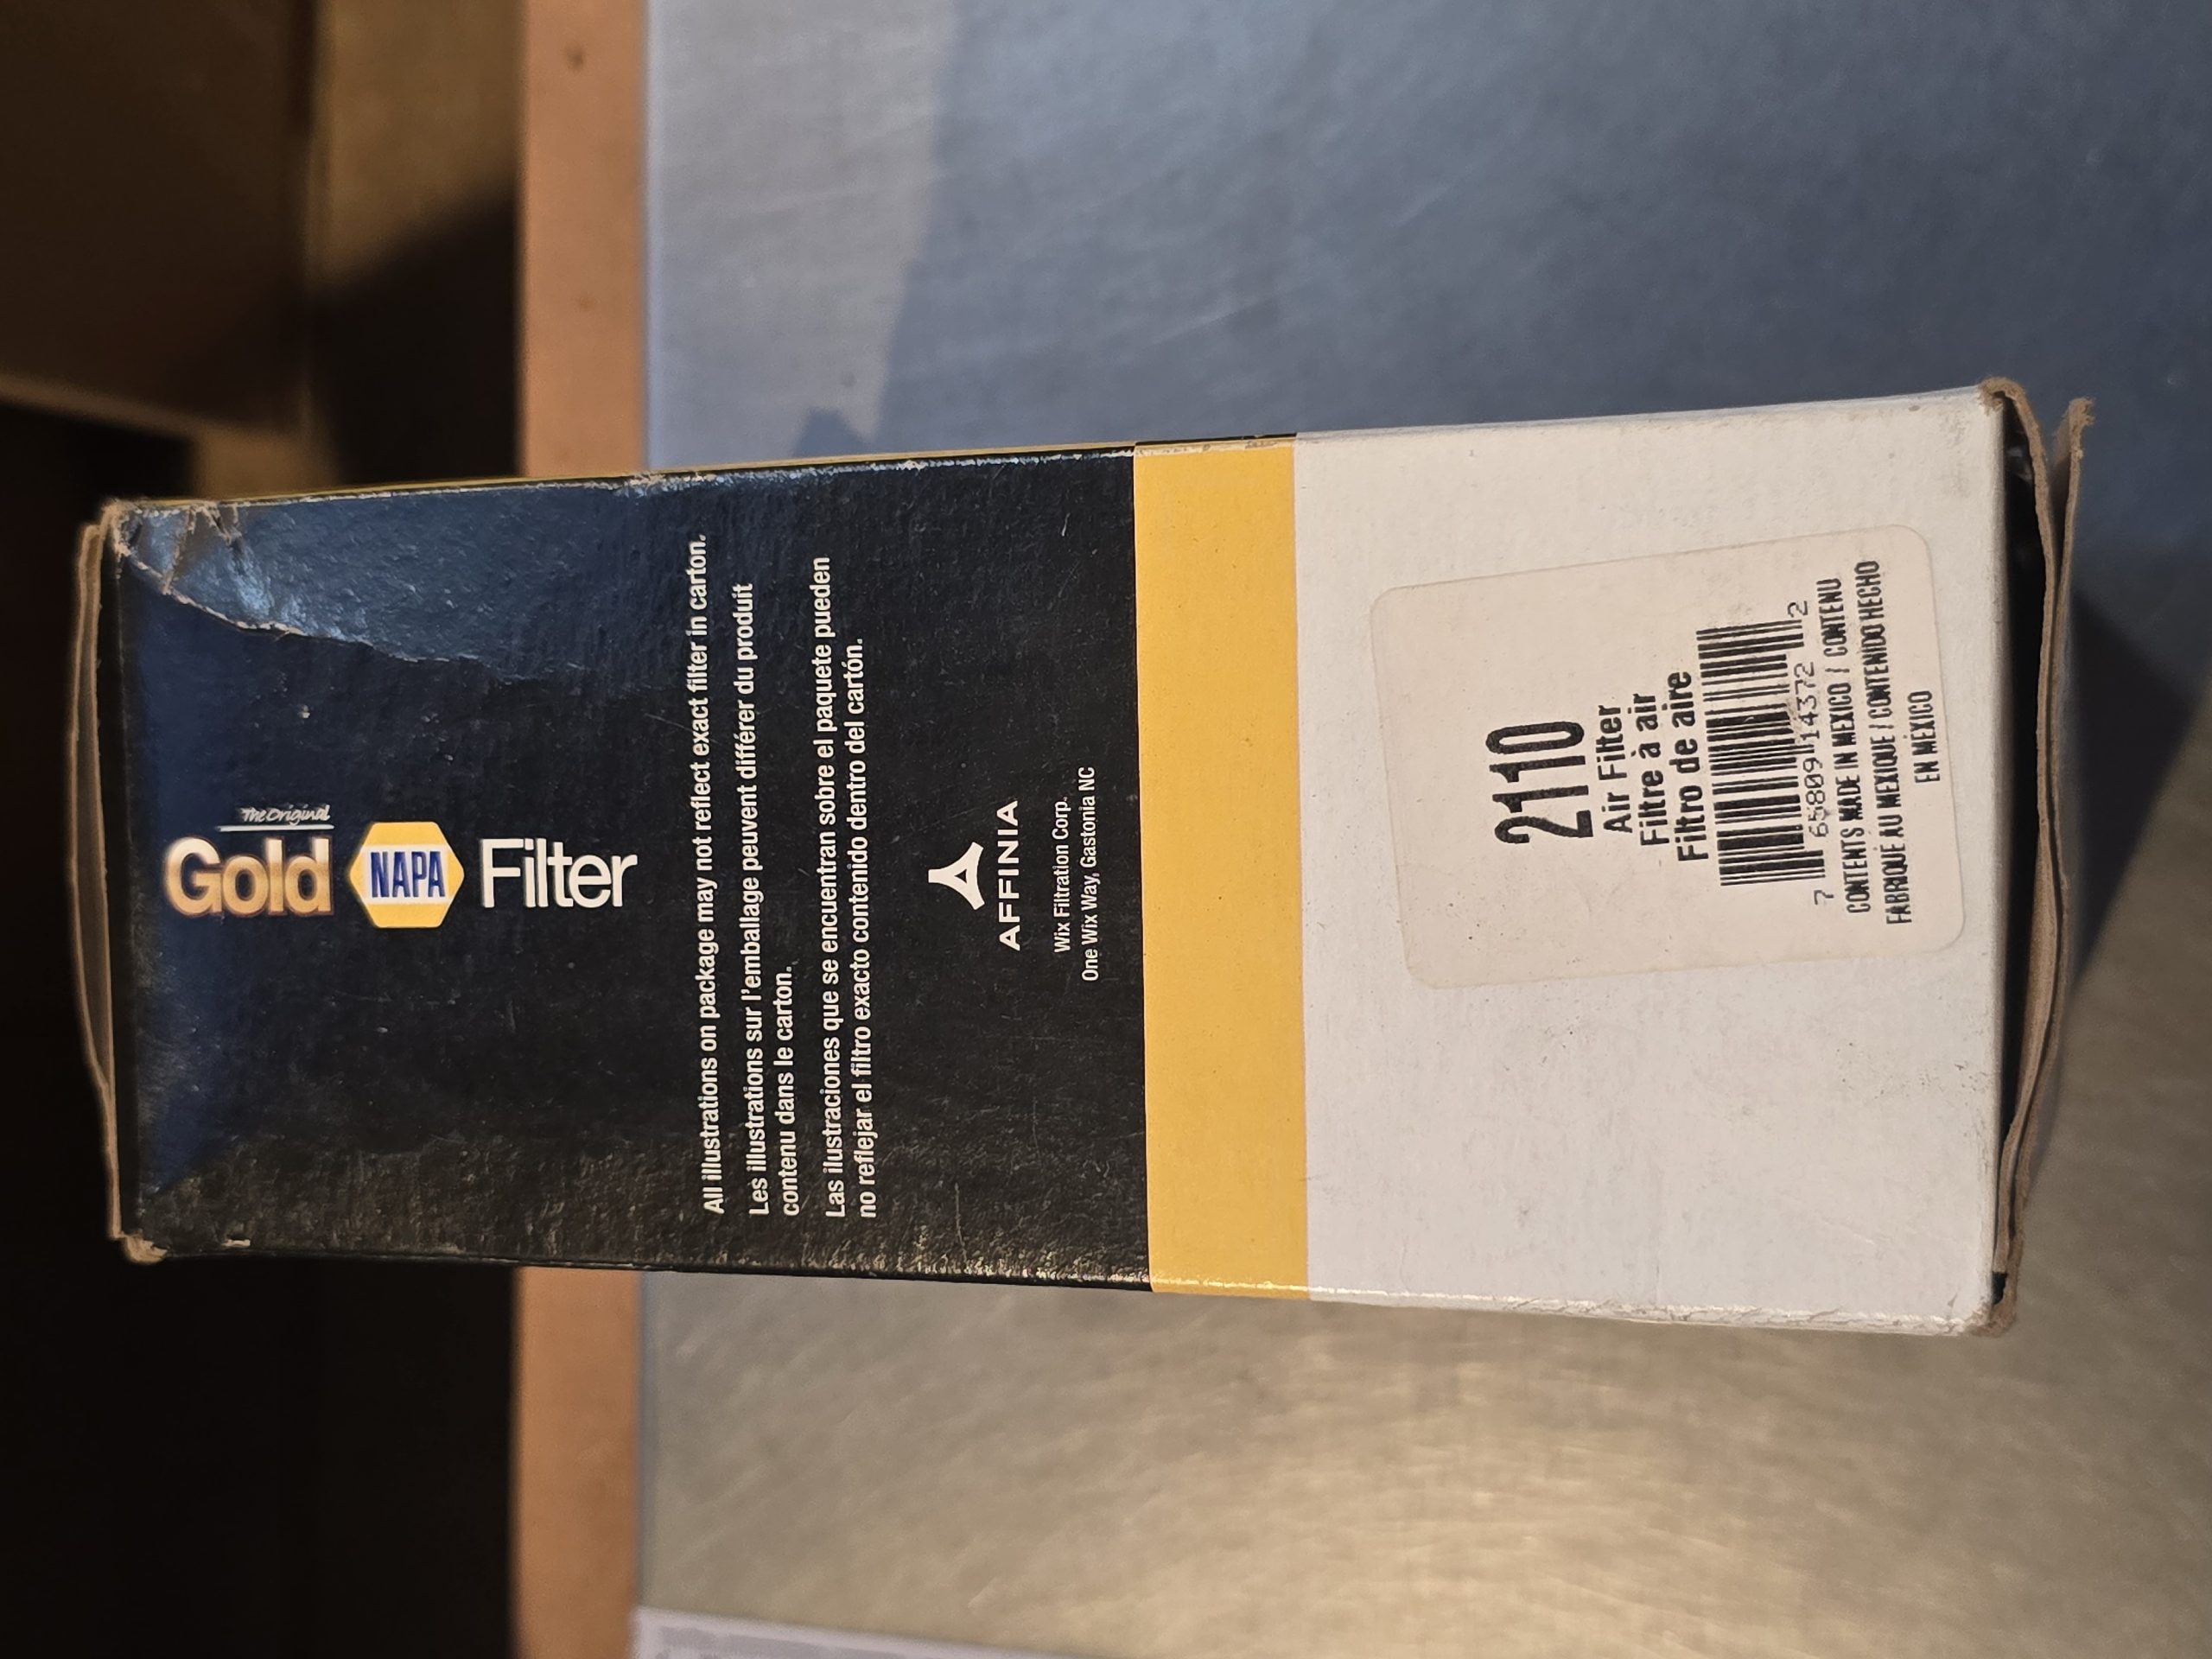 The Original
Gold NAPA Filter
All illustrations on package may not reflect exact filter in carton.
Les illustrations sur l'emballage peuvent différer du produit
contenu dans le carton.
Las ilustraciones que se encuentran sobre el paquete pueden
no reflejar el filtro exacto contenido dentro del cartón.
AFFINIA
Wix Filtration Corp.
One Wix Way, Gastonia NC
2110
Air Filter
Filtre à air
Filtro de aire
7 65809 14372 2
CONTENTS MADE IN MEXICO / CONTENU
FABRIQUÉ AU MEXIQUE / CONTENIDO HECHO
EN MÉXICO